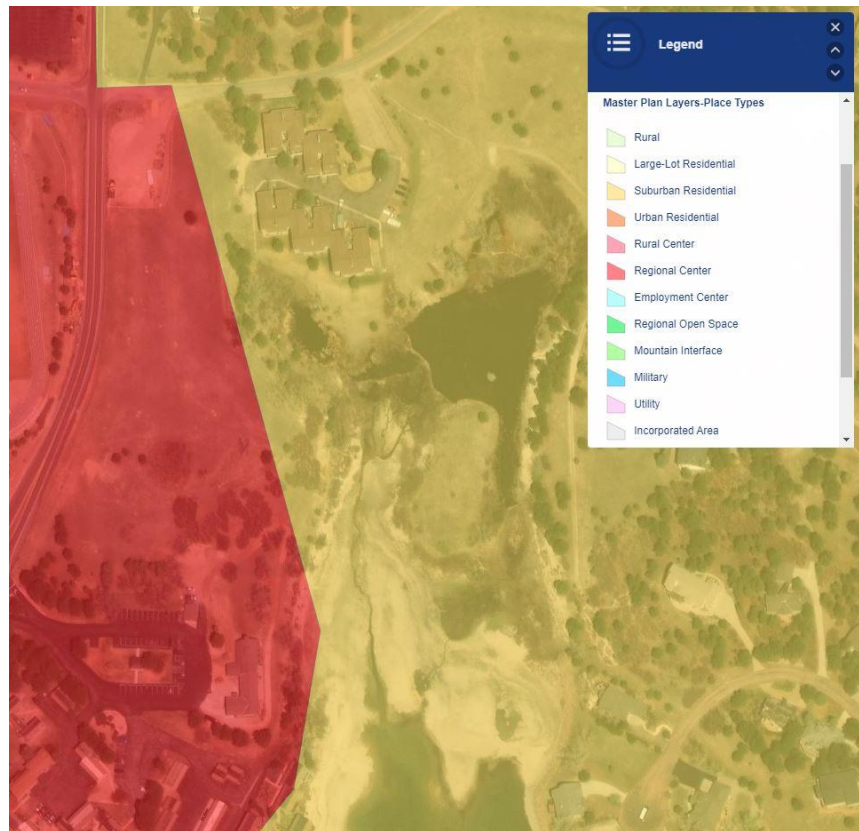 Legend
Master Plan Layers-Place Types
Rural
Large-Lot Residential
Suburban Residential
Urban Residential
Rural Center
Regional Center
Employment Center
Regional Open Space
Mountain Interface
Military
Utility
Incorporated Area